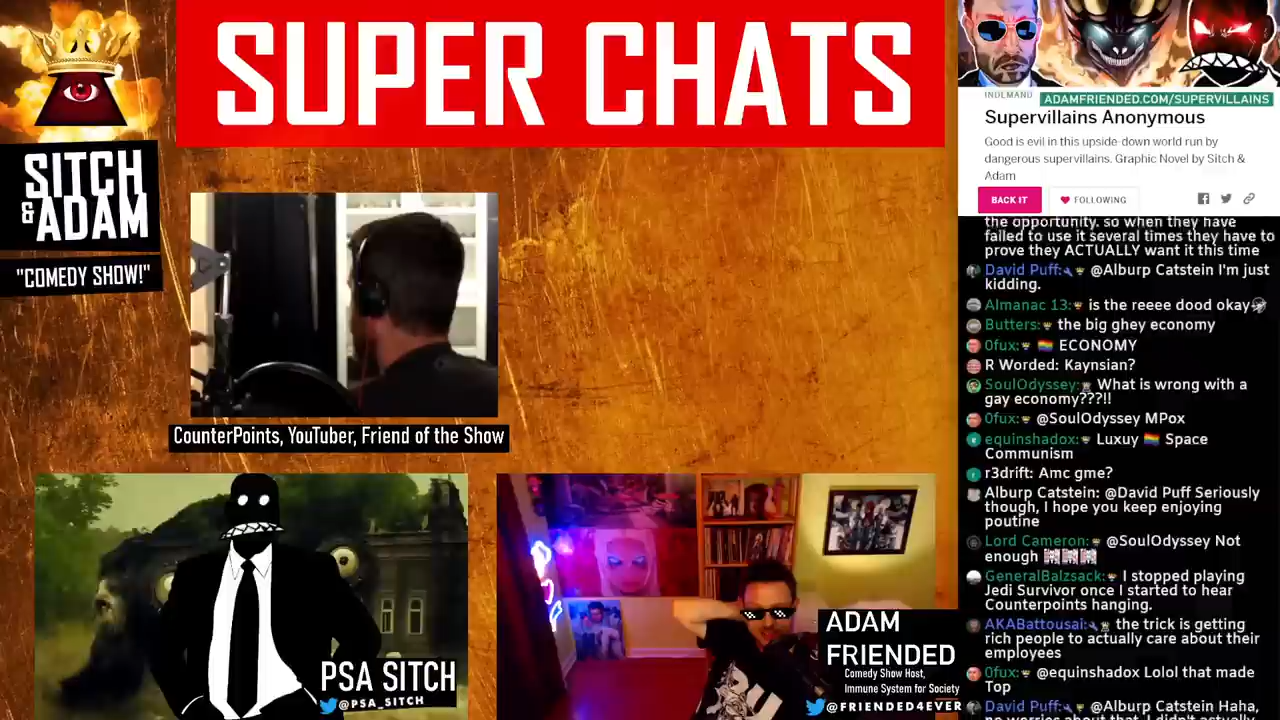 SUPER CHATS
SITCH
& ADAM
"COMEDY SHOW!"
CounterPoints, YouTuber, Friend of the Show
PSA SITCH
@PSA_SITCH
ADAM
FRIENDED
Comedy Show Host,
Immune System for Society
@FRIENDED4EVER
INDEMAND
ADAMFRIENDED.COM/SUPERVILLAINS
Supervillains Anonymous
Good is evil in this upside-down world run by
dangerous supervillains. Graphic Novel by Sitch &
Adam
BACK IT
FOLLOWING
the opportunity. so when they have
failed to use it several times they have to
prove they ACTUALLY want it this time
David Puff: @Alburp Catstein I'm just
kidding.
Almanac 13: is the reeee dood okay
Butters: the big ghey economy
0fux: 🏳️‍🌈 ECONOMY
R Worded: Kaynsian?
SoulOdyssey: What is wrong with a
gay economy???!!
0fux: @SoulOdyssey MPox
equinshadox: Luxuy 🏳️‍🌈 Space
Communism
r3drift: Amc gme?
Alburp Catstein: @David Puff Seriously
though, I hope you keep enjoying
poutine
Lord Cameron: @SoulOdyssey Not
enough
GeneralBalzsack: I stopped playing
Jedi Survivor once I started to hear
Counterpoints hanging.
AKABattousai: the trick is getting
rich people to actually care about their
employees
0fux: @equinshadox Lolol that made
Top
David Puff: @Alburp Catstein Haha,
no worries about that. I didn't actually